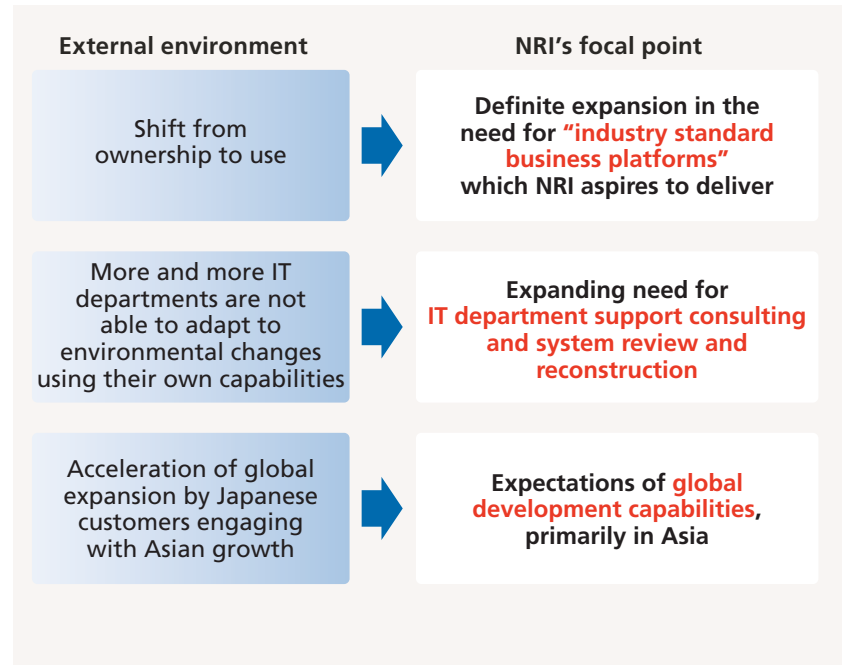 External environment
NRI’s focal point
Shift from
ownership to use
Definite expansion in the
need for “industry standard
business platforms”
which NRI aspires to deliver
More and more IT
departments are not
able to adapt to
environmental changes
using their own capabilities
Expanding need for
IT department support consulting
and system review and
reconstruction
Acceleration of global
expansion by Japanese
customers engaging
with Asian growth
Expectations of global
development capabilities,
primarily in Asia